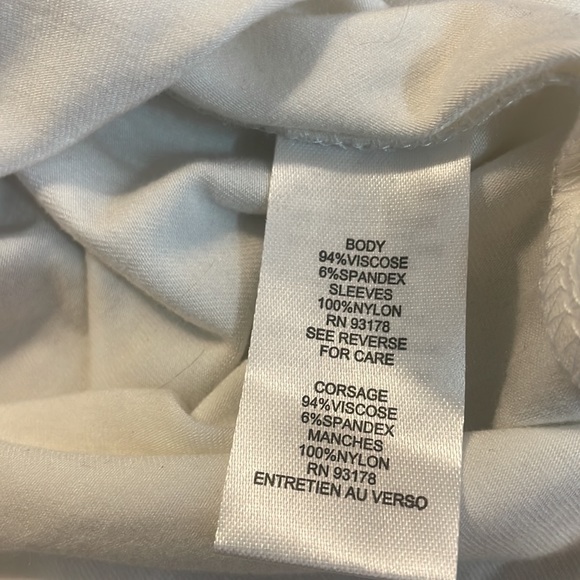 BODY
94%VISCOSE
6%SPANDEX
SLEEVES
100%NYLON
RN 93178
SEE REVERSE
FOR CARE
CORSAGE
94%VISCOSE
6%SPANDEX
MANCHES
100%NYLON
RN 93178
ENTRETIEN AU VERSO